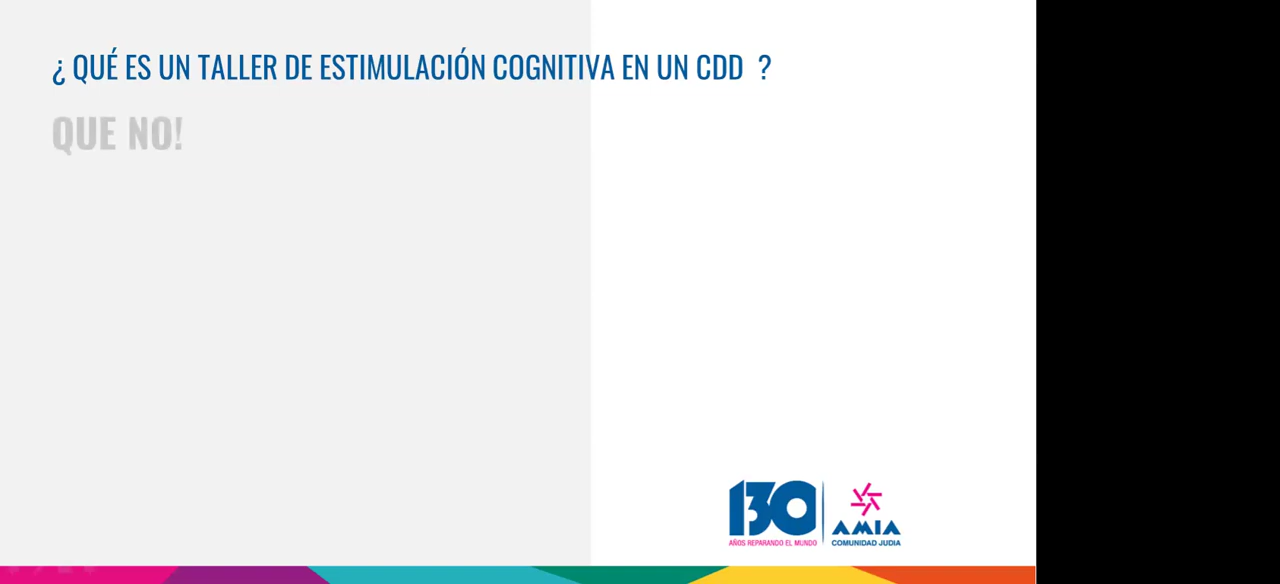 ¿ QUÉ ES UN TALLER DE ESTIMULACIÓN COGNITIVA EN UN CDD ?
QUE NO!
130
AÑOS REPARANDO EL MUNDO
AMIA
COMUNIDAD JUDIA